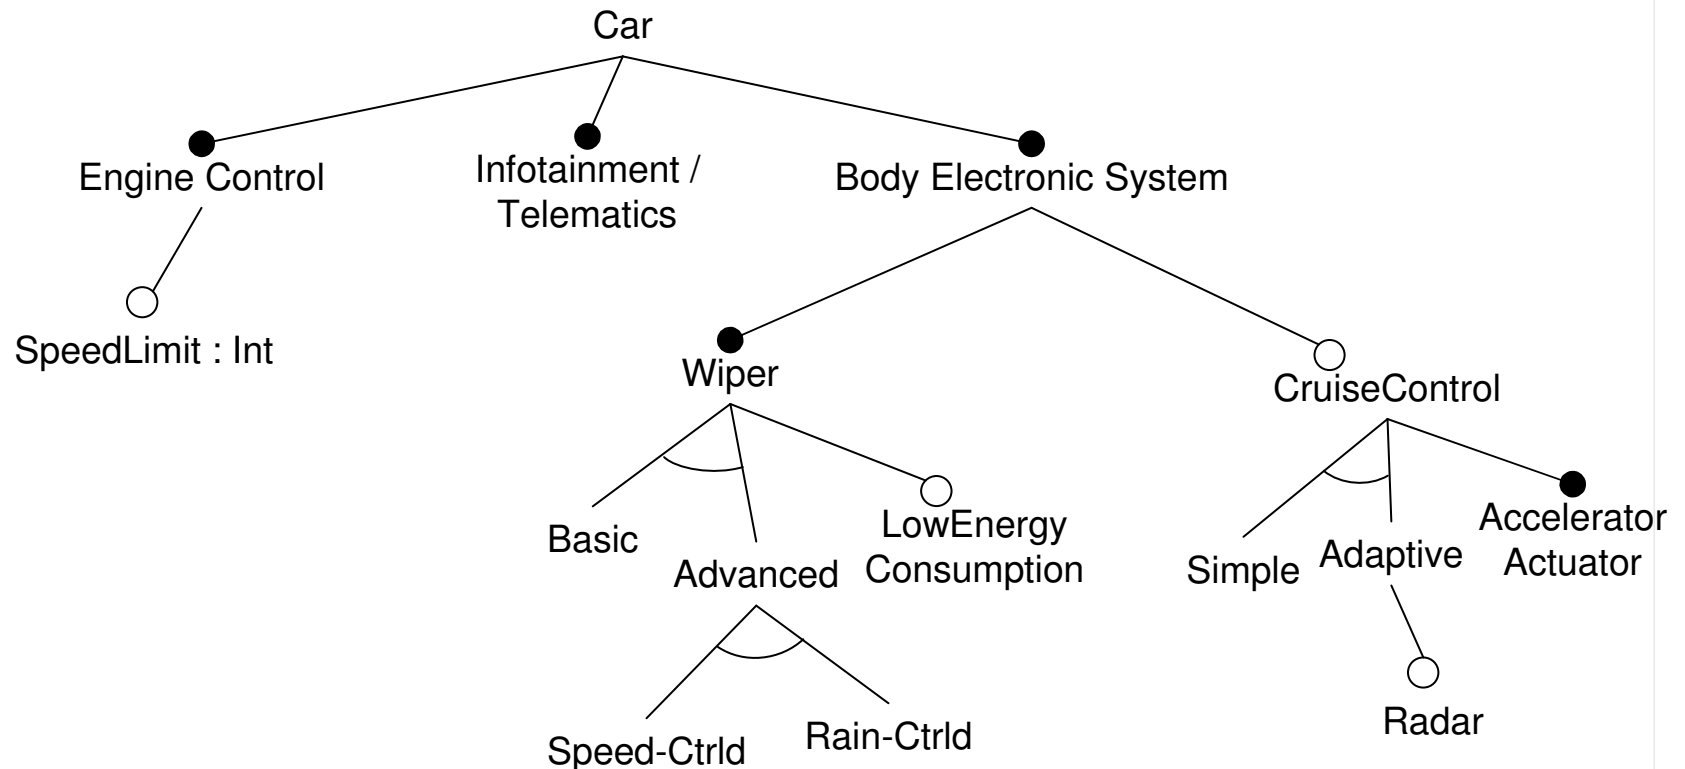 Car
Engine Control
Infotainment /
Telematics
Body Electronic System
SpeedLimit : Int
Wiper
CruiseControl
Basic
Advanced
LowEnergy
Consumption
Simple
Adaptive
Accelerator
Actuator
Speed-Ctrld
Rain-Ctrld
Radar